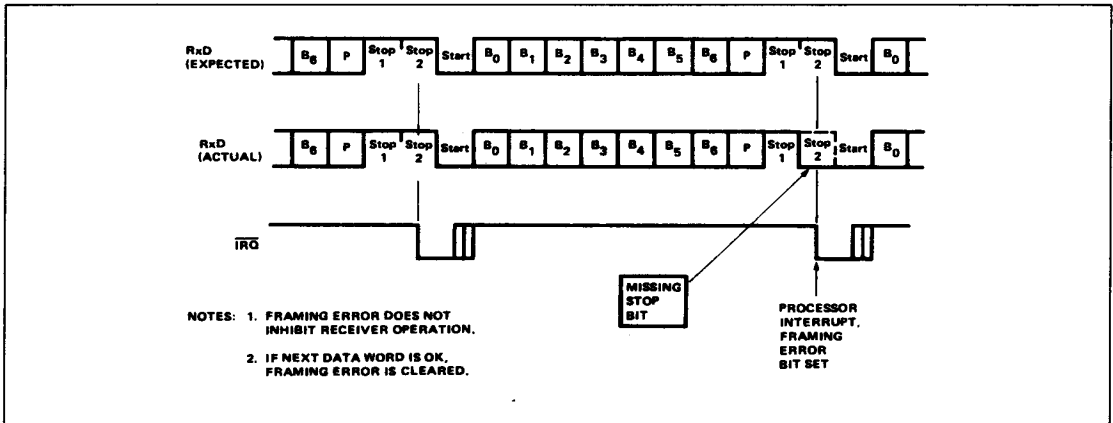 RxD (EXPECTED) B6 P Stop 1 Stop 2 Start B0 B1 B2 B3 B4 B5 B6 P Stop 1 Stop 2 Start B0
RxD (ACTUAL) B6 P Stop 1 Stop 2 Start B0 B1 B2 B3 B4 B5 B6 P Stop 1 Stop 2 Start B0
IRQ
MISSING
STOP
BIT
PROCESSOR
INTERRUPT,
FRAMING
ERROR
BIT SET
NOTES: 1. FRAMING ERROR DOES NOT
INHIBIT RECEIVER OPERATION.
2. IF NEXT DATA WORD IS OK,
FRAMING ERROR IS CLEARED.